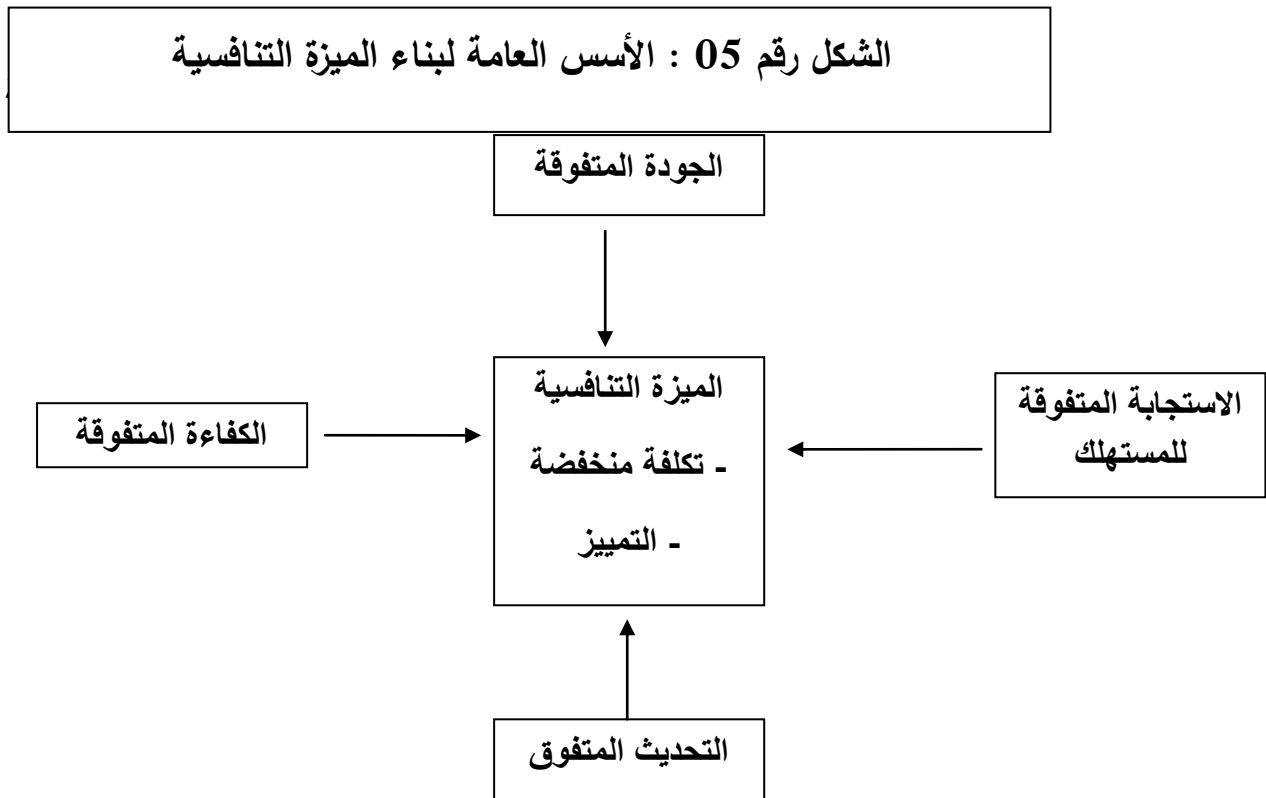 الشكل رقم 05 : الأسس العامة لبناء الميزة التنافسية
الجودة المتفوقة
الميزة التنافسية
- تكلفة منخفضة
- التمييز
الاستجابة المتفوقة
للمستهلك
الكفاءة المتفوقة
التحديث المتفوق